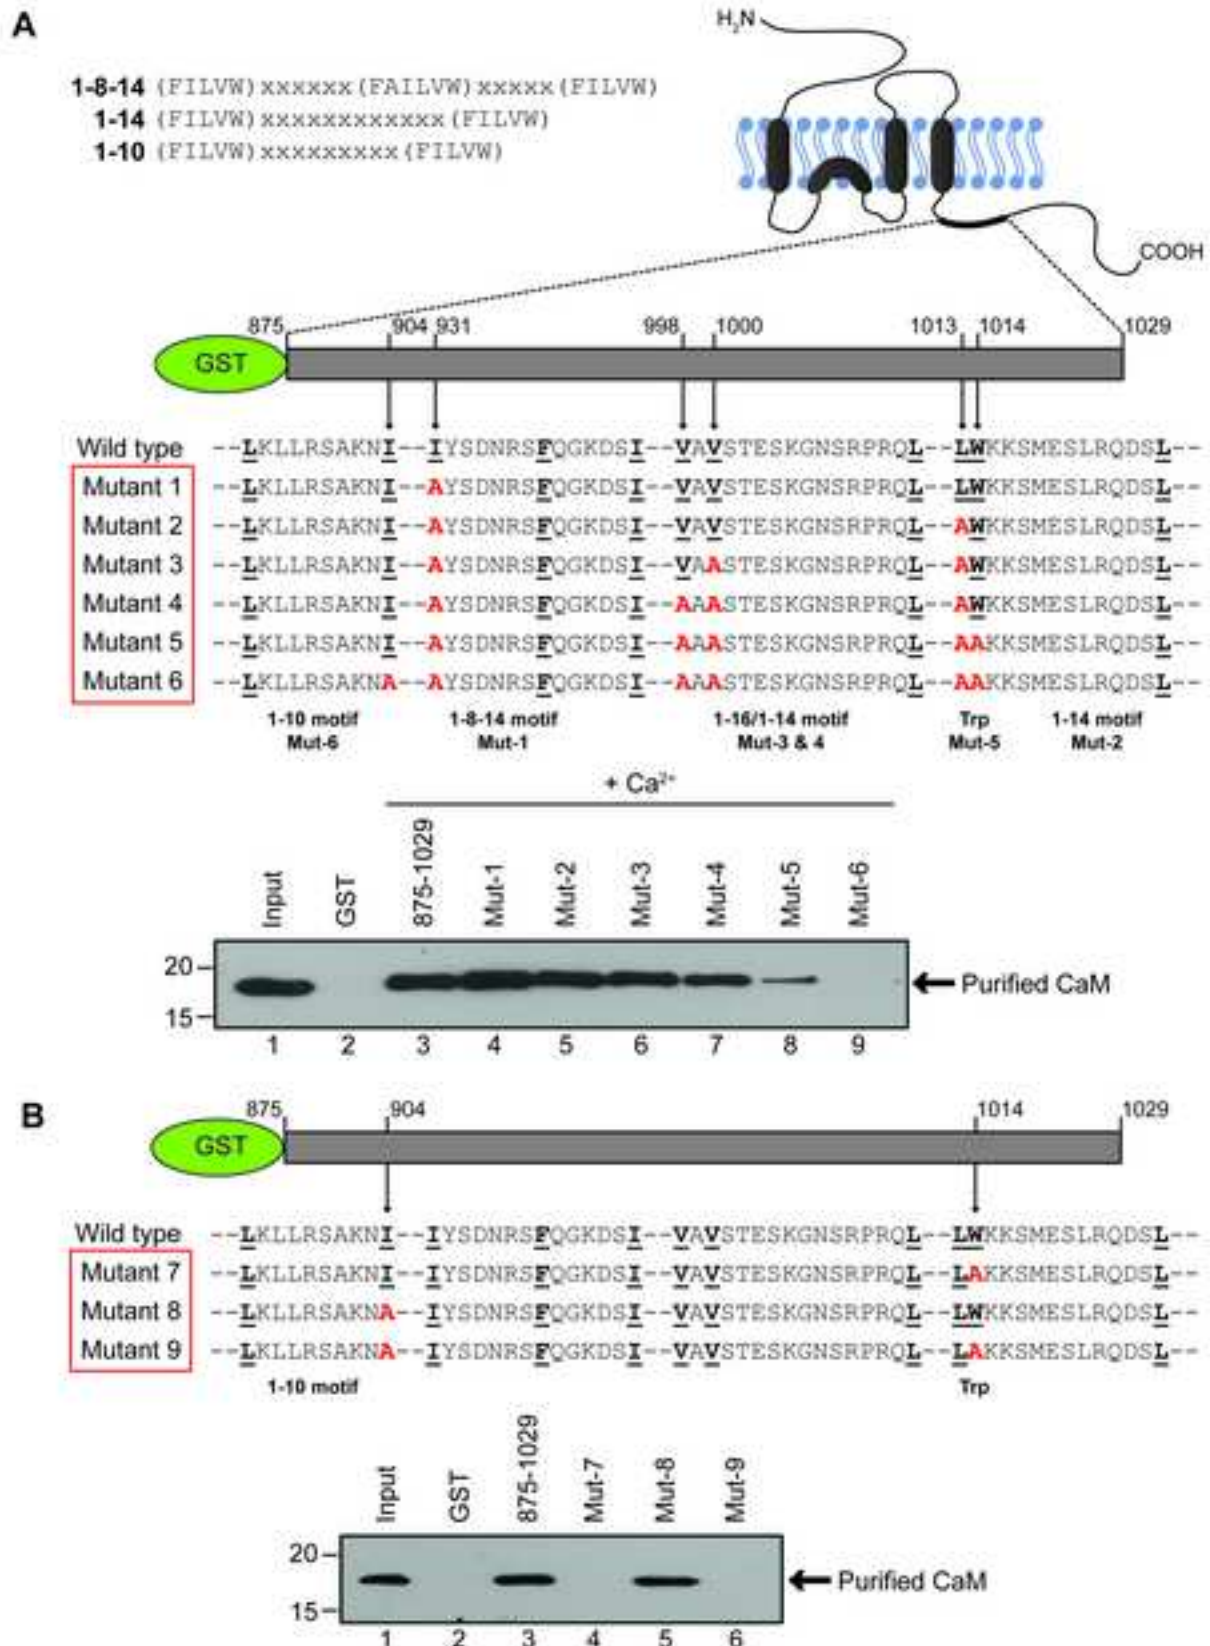 A
H₂N
1-8-14 (FILVW)xxxxxx(FAILVW)xxxxx(FILVW)
1-14 (FILVW)xxxxxxxxxxxx(FILVW)
1-10 (FILVW)xxxxxxxxx(FILVW)
COOH
875 904 931 998 1000 1013 1014 1029
GST
Wild type --LKLLRSAKNI--IYSDNRSFQGKDSI--VAVSTESKGNSRPRQL--LWKKSMESLRQDSL--
Mutant 1 --LKLLRSAKNI--AYSDNRSFQGKDSI--VAVSTESKGNSRPRQL--LWKKSMESLRQDSL--
Mutant 2 --LKLLRSAKNI--AYSDNRSFQGKDSI--VAVSTESKGNSRPRQL--AWKKSMESLRQDSL--
Mutant 3 --LKLLRSAKNI--AYSDNRSFQGKDSI--VAASTESKGNSRPRQL--AWKKSMESLRQDSL--
Mutant 4 --LKLLRSAKNI--AYSDNRSFQGKDSI--AAASTESKGNSRPRQL--AWKKSMESLRQDSL--
Mutant 5 --LKLLRSAKNI--AYSDNRSFQGKDSI--AAASTESKGNSRPRQL--AAKKSMESLRQDSL--
Mutant 6 --LKLLRSAKNA--AYSDNRSFQGKDSI--AAASTESKGNSRPRQL--AAKKSMESLRQDSL--
1-10 motif 1-8-14 motif 1-16/1-14 motif Trp 1-14 motif
Mut-6 Mut-1 Mut-3 & 4 Mut-5 Mut-2
+ Ca²⁺
Input GST 875-1029 Mut-1 Mut-2 Mut-3 Mut-4 Mut-5 Mut-6
20
15
Purified CaM
1 2 3 4 5 6 7 8 9
B
875 904 1014 1029
GST
Wild type --LKLLRSAKNI--IYSDNRSFQGKDSI--VAVSTESKGNSRPRQL--LWKKSMESLRQDSL--
Mutant 7 --LKLLRSAKNI--IYSDNRSFQGKDSI--VAVSTESKGNSRPRQL--LAKKSMESLRQDSL--
Mutant 8 --LKLLRSAKNA--IYSDNRSFQGKDSI--VAVSTESKGNSRPRQL--LWKKSMESLRQDSL--
Mutant 9 --LKLLRSAKNA--IYSDNRSFQGKDSI--VAVSTESKGNSRPRQL--LAKKSMESLRQDSL--
1-10 motif Trp
Input GST 875-1029 Mut-7 Mut-8 Mut-9
20
15
Purified CaM
1 2 3 4 5 6